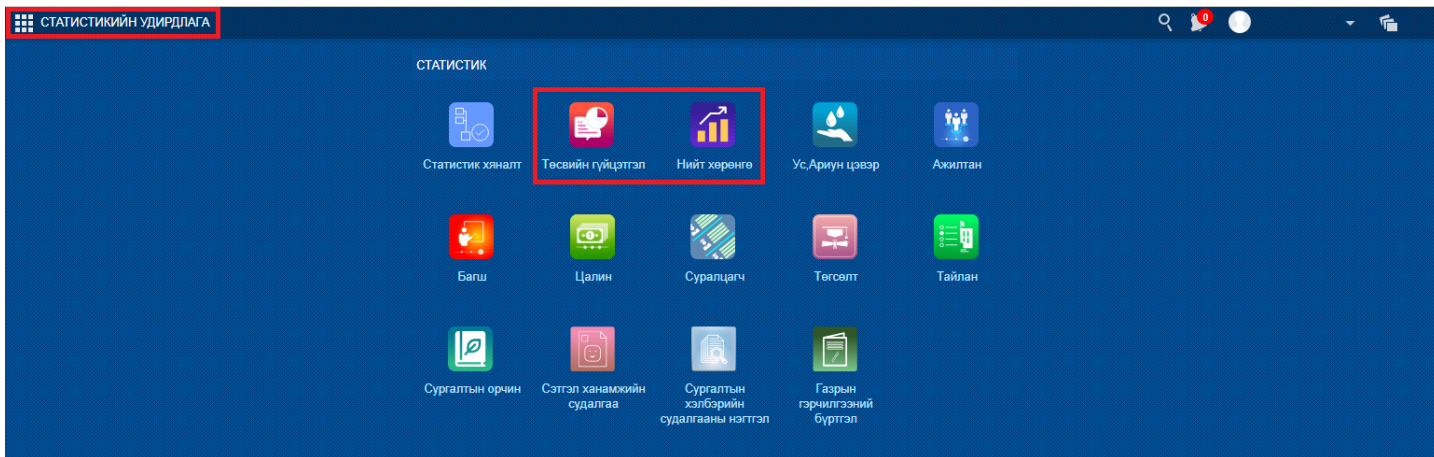 СТАТИСТИКИЙН УДИРДЛАГА
0
СТАТИСТИК
Статистик хяналт
Төсвийн гүйцэтгэл
Нийт хөрөнгө
Ус,Ариун цэвэр
Ажилтан
Багш
Цалин
Суралцагч
Төгсөлт
Тайлан
Сургалтын орчин
Сэтгэл ханамжийн
судалгаа
Сургалтын
хэлбэрийн
судалгааны нэгтгэл
Газрын
гэрчилгээний
бүртгэл